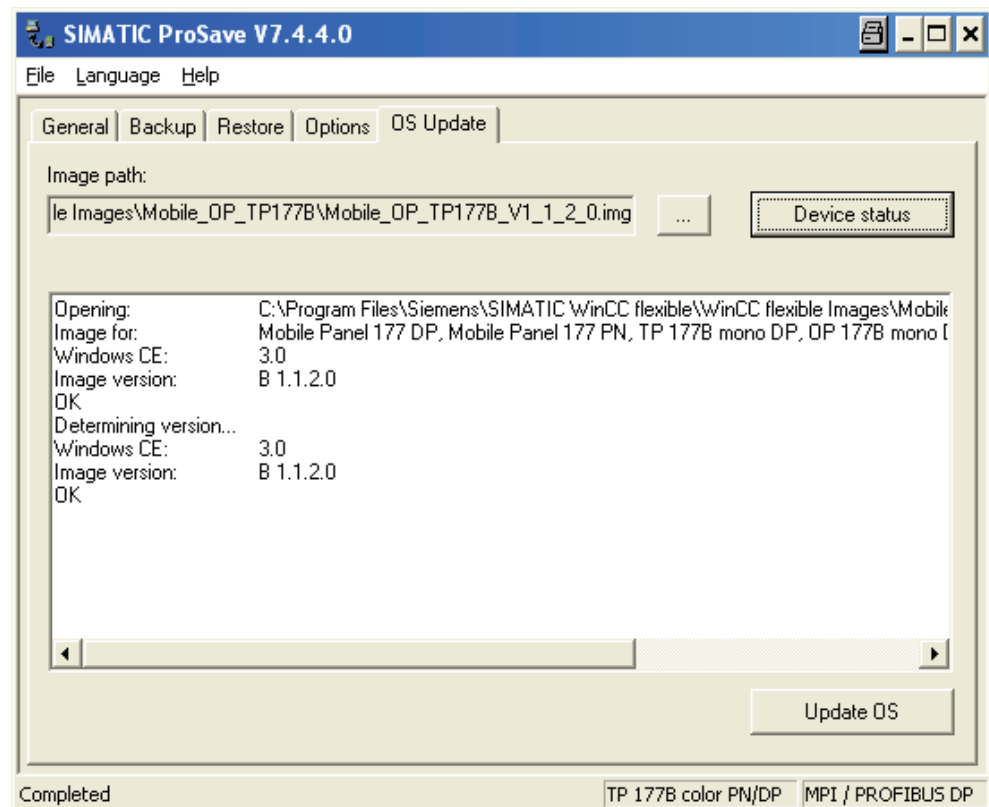 SIMATIC ProSave V7.4.4.0
File Language Help
General Backup Restore Options OS Update
Image path:
le Images\Mobile_OP_TP177B\Mobile_OP_TP177B_V1_1_2_0.img ... Device status
Opening: C:\Program Files\Siemens\SIMATIC WinCC flexible\WinCC flexible Images\Mobile
Image for: Mobile Panel 177 DP, Mobile Panel 177 PN, TP 177B mono DP, OP 177B mono
Windows CE: 3.0
Image version: B 1.1.2.0
OK
Determining version...
Windows CE: 3.0
Image version: B 1.1.2.0
OK
Update OS
Completed TP 177B color PN/DP MPI / PROFIBUS DP